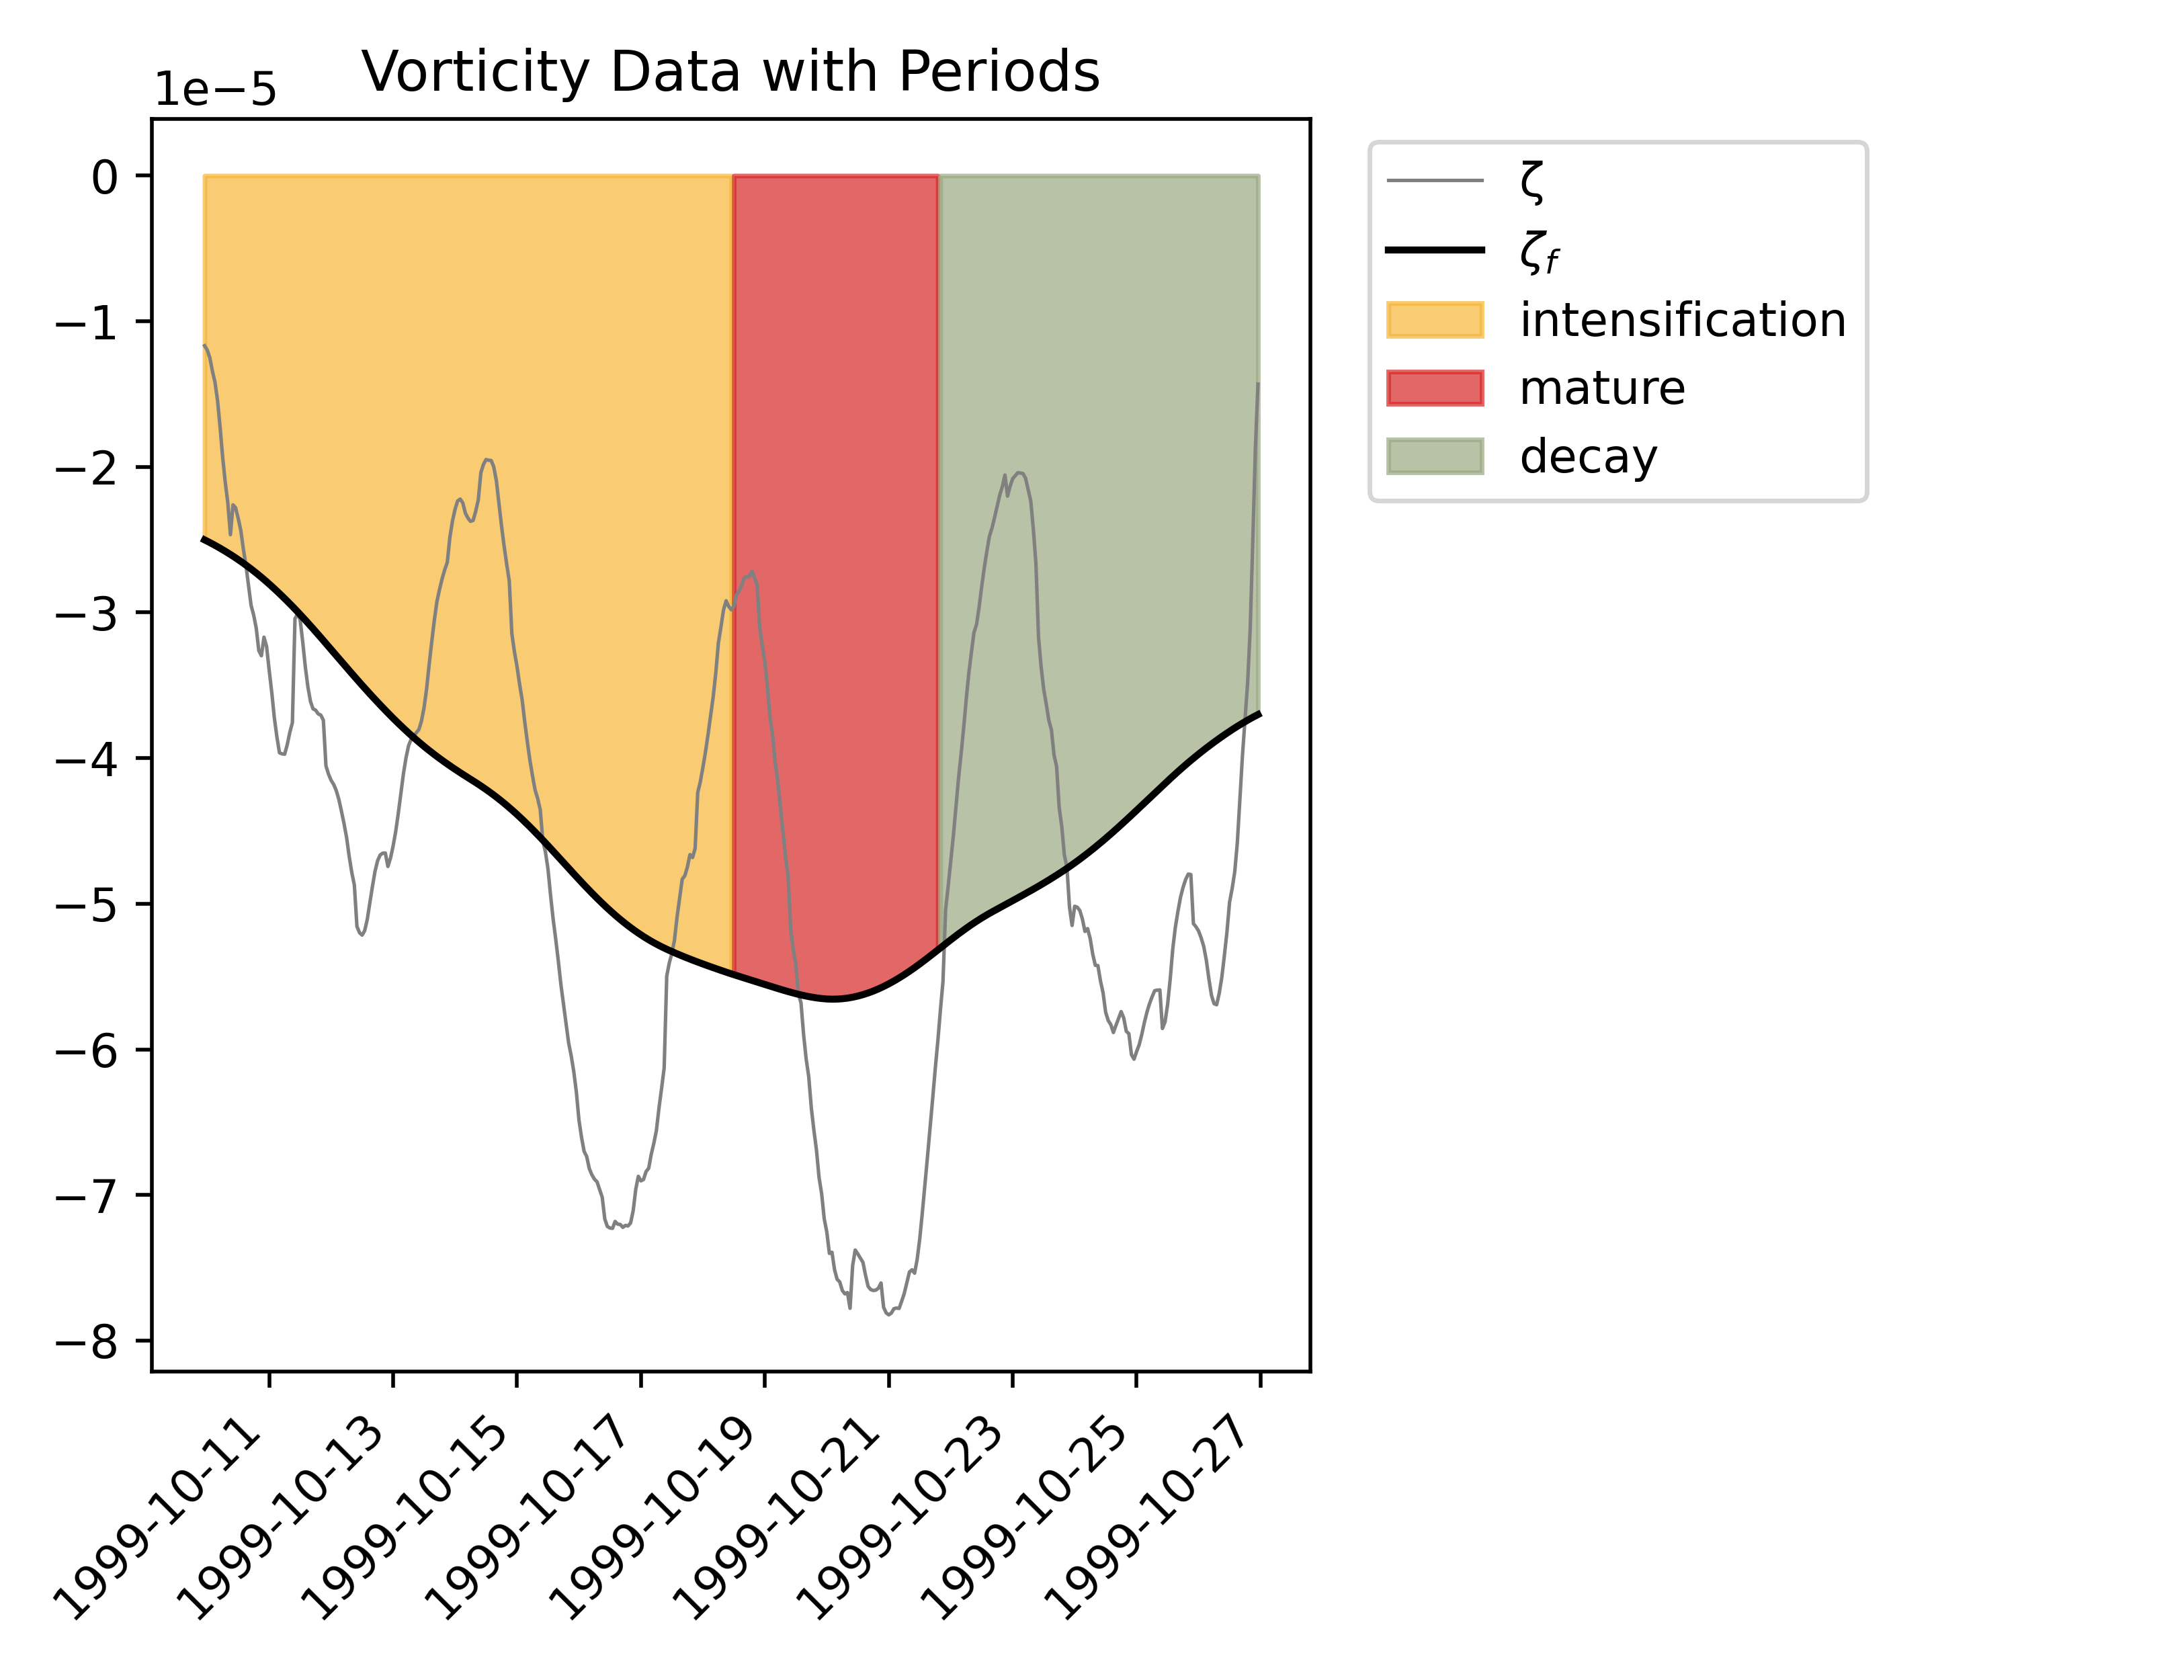 Vorticity Data with Periods
1e−5
0
−1
−2
−3
−4
−5
−6
−7
−8
1999-10-11
1999-10-13
1999-10-15
1999-10-17
1999-10-19
1999-10-21
1999-10-23
1999-10-25
1999-10-27
ζ
ζf
intensification
mature
decay